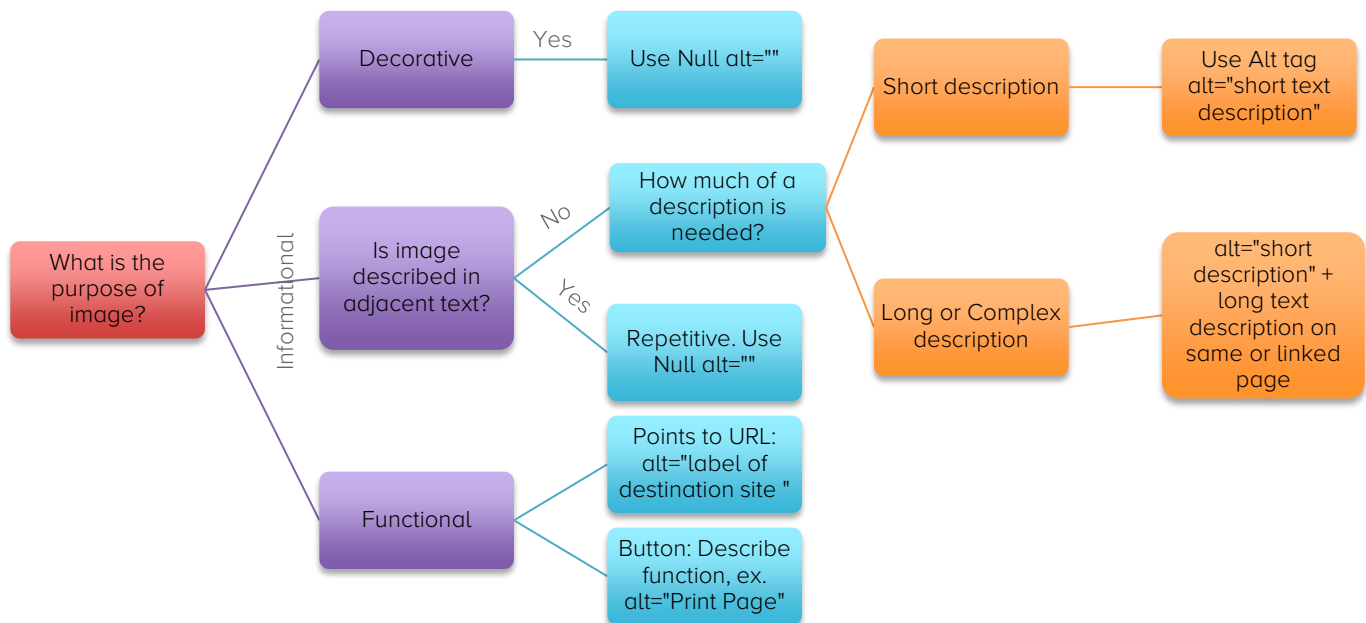 What is the
purpose of
image?
Informational
Decorative
Yes
Use Null alt=""
Is image
described in
adjacent text?
No
How much of a
description is
needed?
Short description
Use Alt tag
alt="short text
description"
Long or Complex
description
alt="short
description" +
long text
description on
same or linked
page
Yes
Repetitive. Use
Null alt=""
Functional
Points to URL:
alt="label of
destination site "
Button: Describe
function, ex.
alt="Print Page"